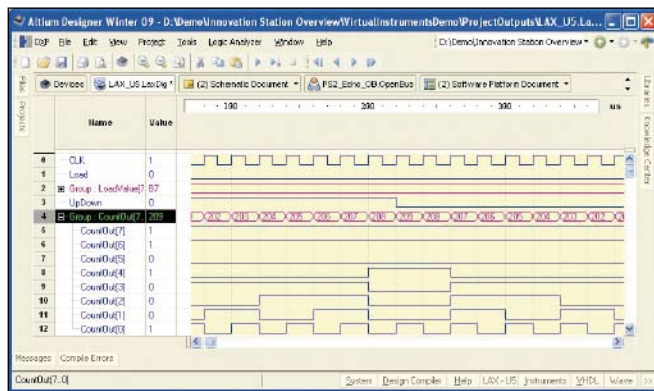 Altium Designer Winter 09 - D:\Demo\Innovation Station Overview\VirtualInstrumentsDemo\ProjectOutputs\LAX_U5.La...
DXP File Edit View Project Tools Logic Analyzer Window Help D:\Demo\Innovation Station Overview
Devices LAX_U5.LaxDig * (2) Schematic Document PS2_Echo_OB.OpenBus (2) Software Platform Document
Files
Projects
Libraries
Knowledge Center
Name Value
100 200 300 us
0 CLK 1
1 Load 0
2 Group : LoadValue[7 87
3 UpDown 0
4 Group : CountOut[7, 209
202 203 204 205 206 207 208 209 208 207 206 205 204 203 202
5 CountOut[7] 1
6 CountOut[6] 1
7 CountOut[5] 0
8 CountOut[4] 1
9 CountOut[3] 0
10 CountOut[2] 0
11 CountOut[1] 0
12 CountOut[0] 1
Messages Compile Errors
CountOut[7..0] System Design Compiler Help LAX - U5 Instruments VHDL Wave >>